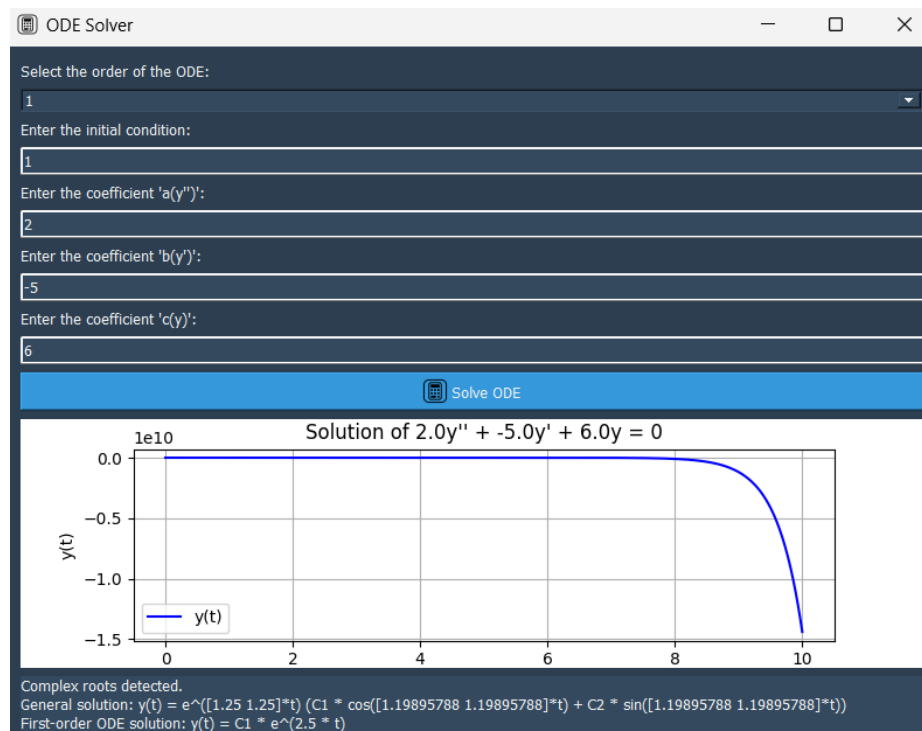 ODE Solver
Select the order of the ODE:
1
Enter the initial condition:
1
Enter the coefficient 'a(y'')':
2
Enter the coefficient 'b(y')':
-5
Enter the coefficient 'c(y)':
6
Solve ODE
Solution of 2.0y'' + -5.0y' + 6.0y = 0
1e10
0.0
−0.5
−1.0
−1.5
y(t)
y(t)
0 2 4 6 8 10
Complex roots detected.
General solution: y(t) = e^([1.25 1.25]*t) (C1 * cos([1.19895788 1.19895788]*t) + C2 * sin([1.19895788 1.19895788]*t))
First-order ODE solution: y(t) = C1 * e^(2.5 * t)